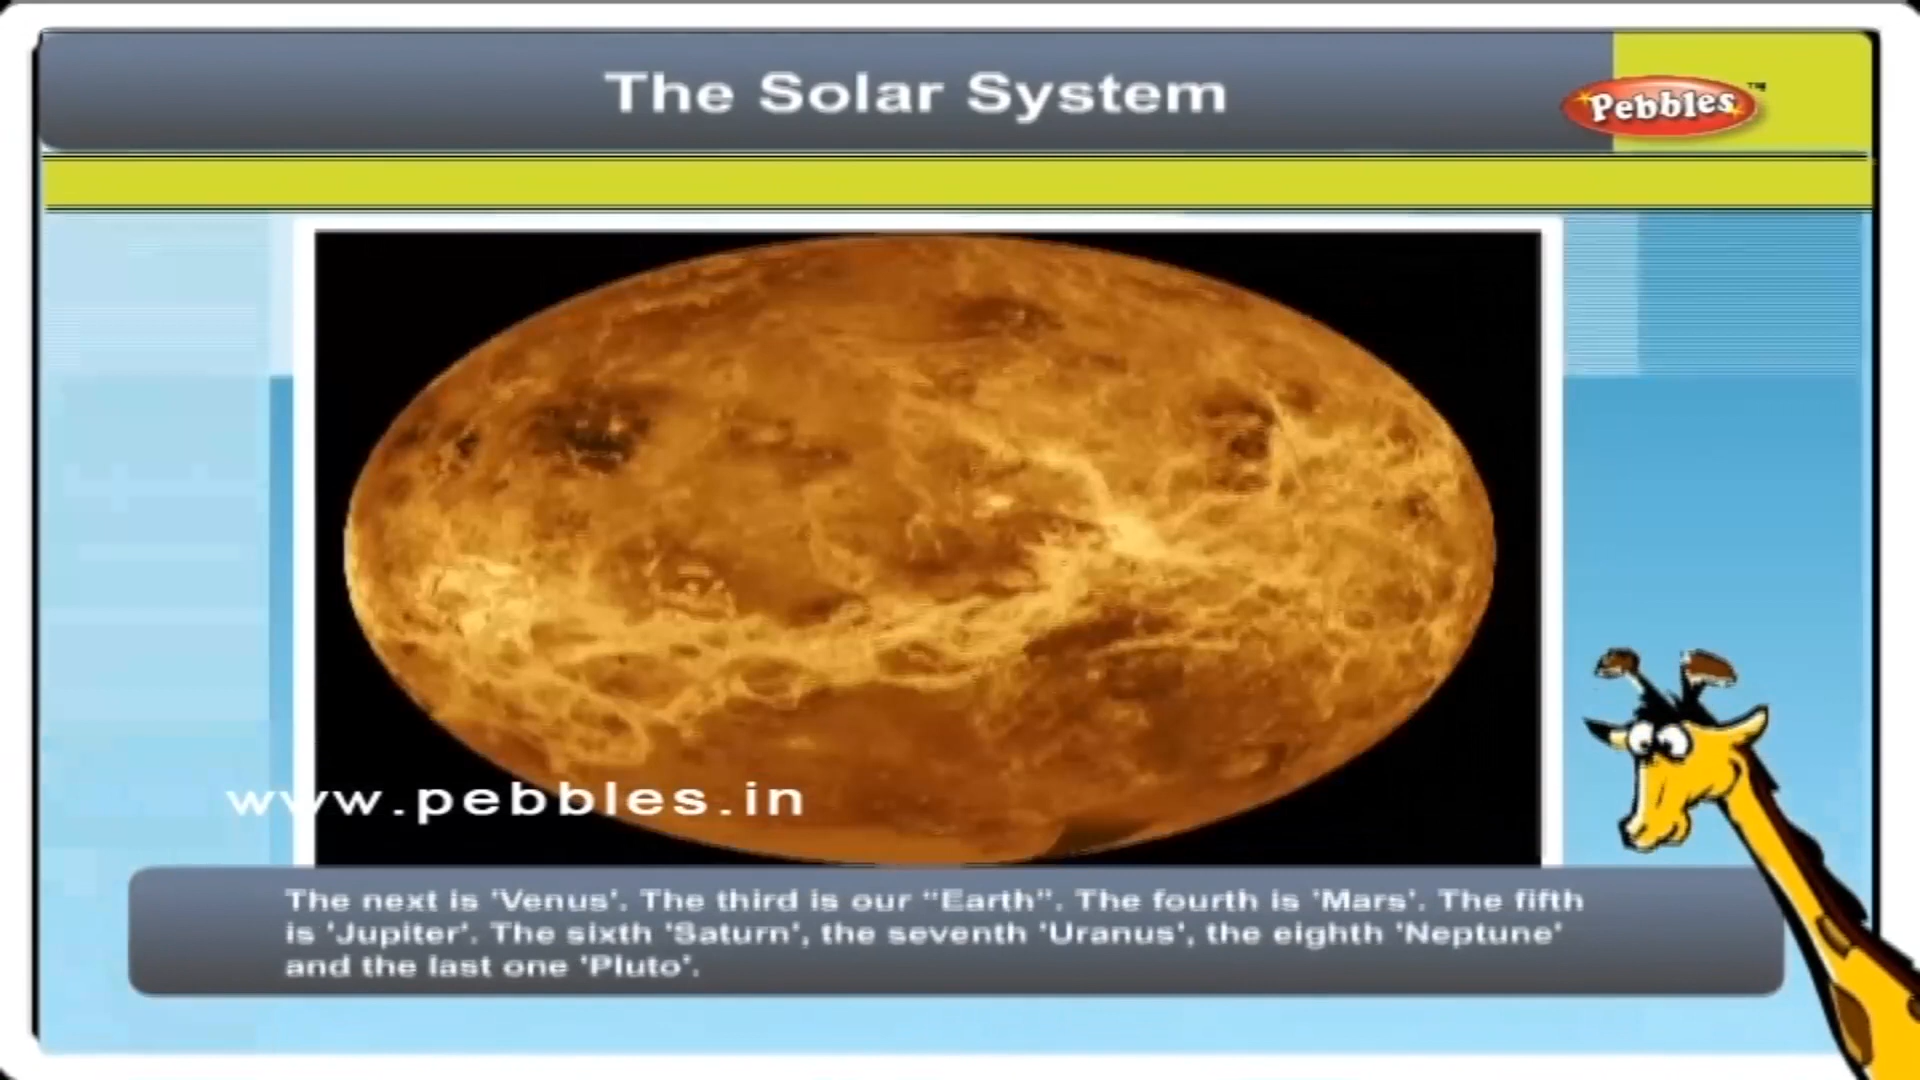 The Solar System
Pebbles™
www.pebbles.in
The next is 'Venus'. The third is our “Earth”. The fourth is 'Mars'. The fifth
is 'Jupiter'. The sixth 'Saturn', the seventh 'Uranus', the eighth 'Neptune'
and the last one 'Pluto'.